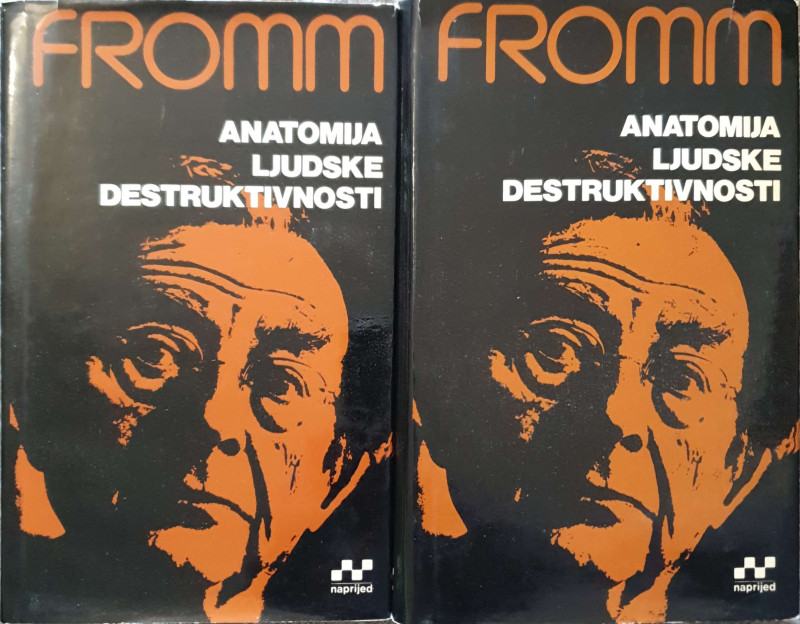 FROMM
ANATOMIJA
LJUDSKE
DESTRUKTIVNOSTI
naprijed
FROMM
ANATOMIJA
LJUDSKE
DESTRUKTIVNOSTI
naprijed